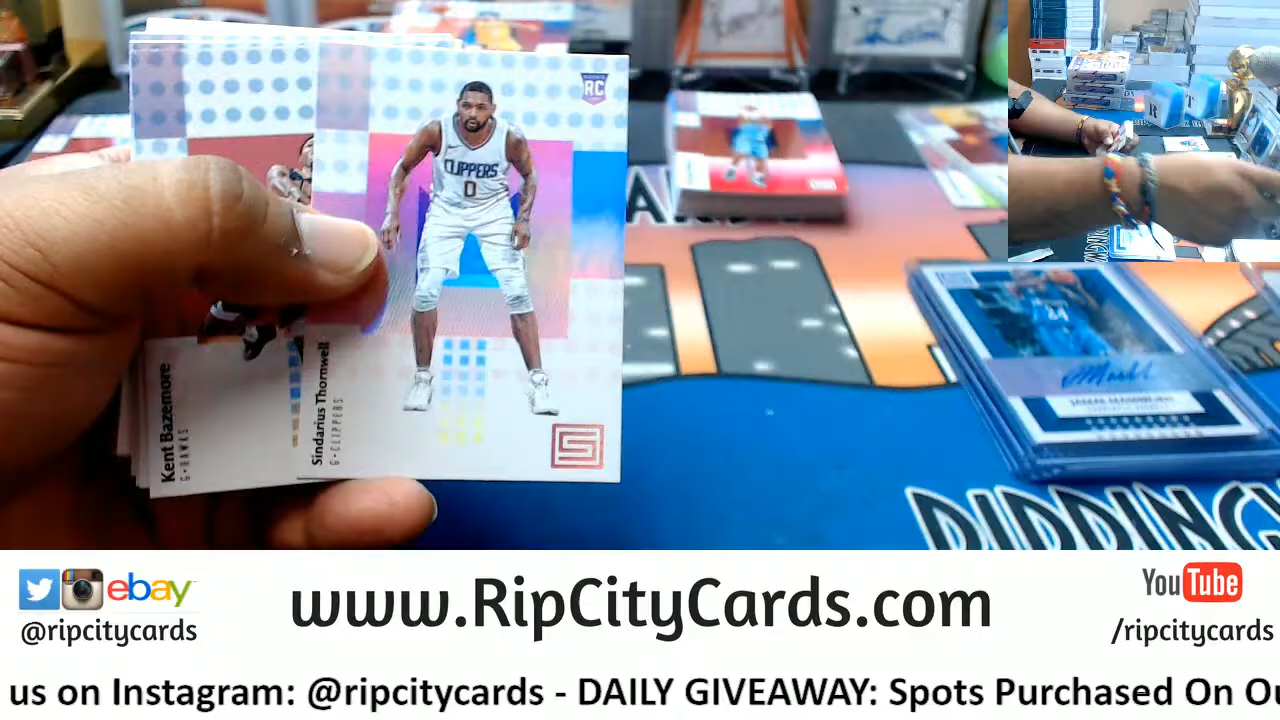 RC
CLIPPERS
0
Kent Bazemore
G - HAWKS
Sindarius Thornwell
G - CLIPPERS
S
R
T
ebay
@ripcitycards
www.RipCityCards.com
YouTube
/ripcitycards
us on Instagram: @ripcitycards - DAILY GIVEAWAY: Spots Purchased On Ou